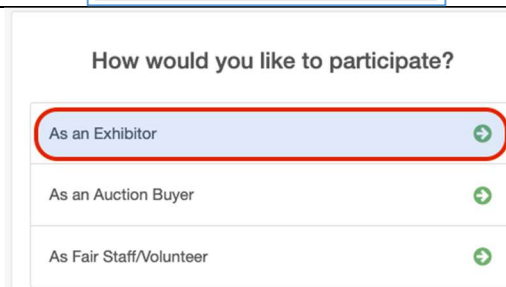 How would you like to participate?
As an Exhibitor
As an Auction Buyer
As Fair Staff/Volunteer